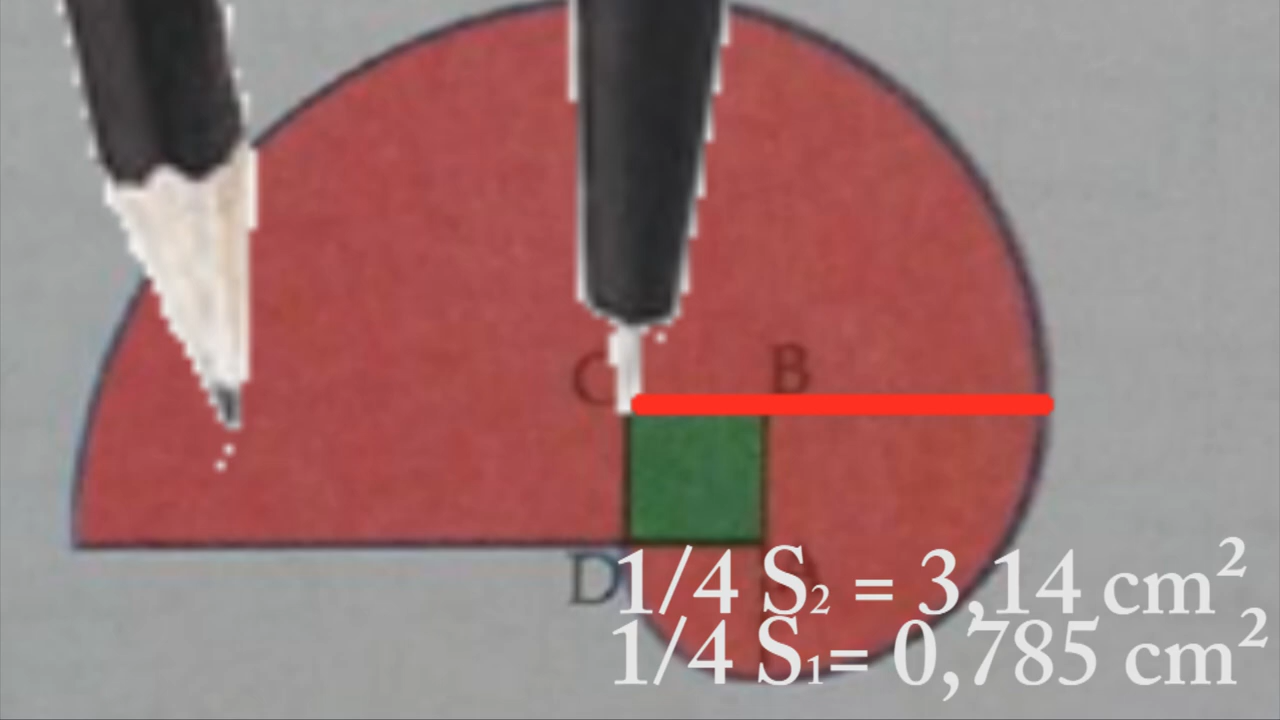 C B
D A
1/4 S₂ = 3,14 cm²
1/4 S₁= 0,785 cm²